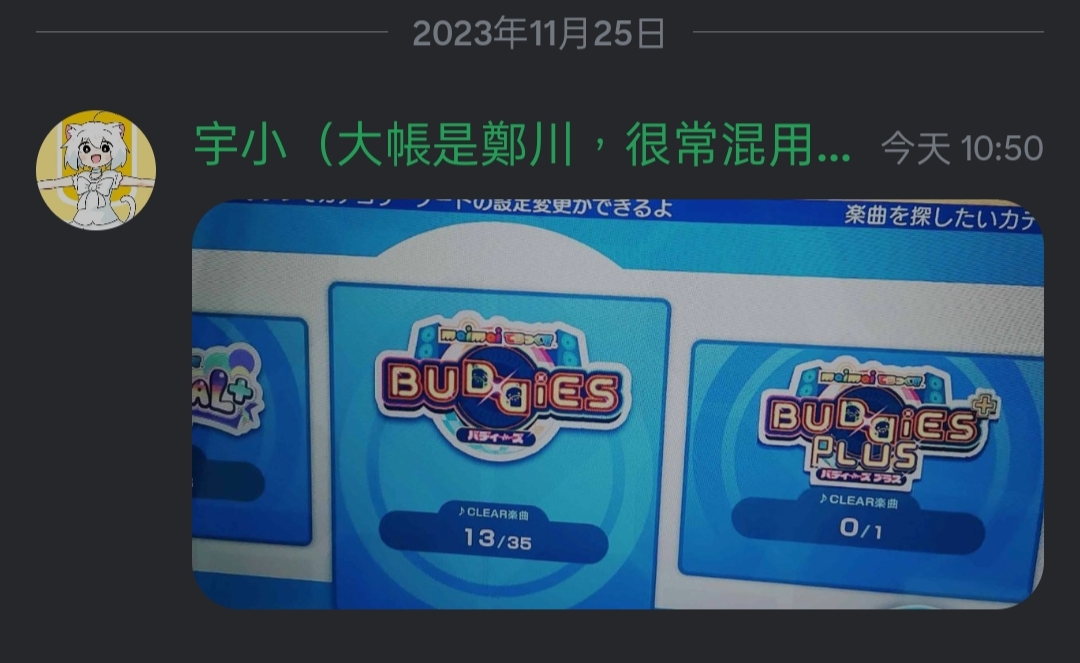 2023年11月25日
宇小（大帳是鄭川，很常混用... 今天 10:50
の設定変更ができるよ
楽曲を探したいカテ
AL+
maimai でらっくす
BUDDiES
バディーズ
♪CLEAR楽曲
13/35
maimai でらっくす
BUDDiES+
PLUS
バディーズ プラス
♪CLEAR楽曲
0/1